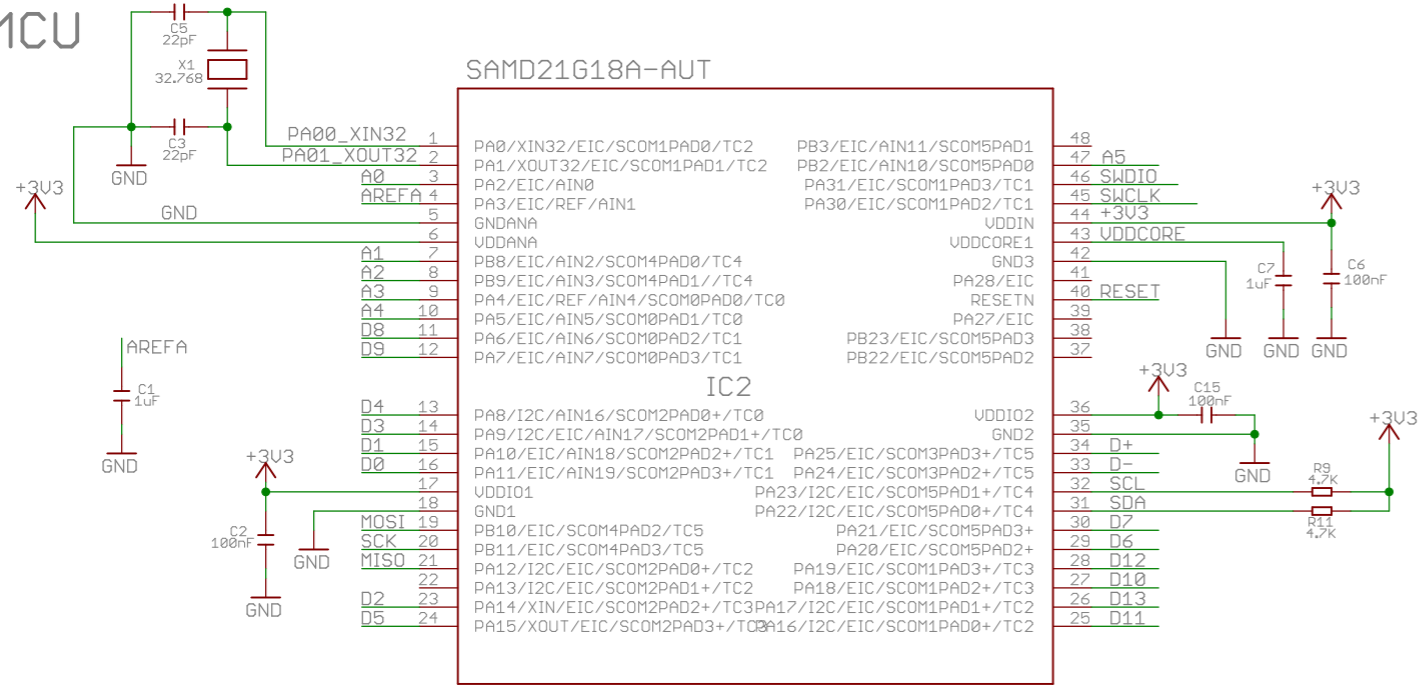 MCU
C5
22pF
X1
32.768
C3
22pF
GND
+3V3
GND
SAMD21G18A-AUT
PA00_XIN32 1 PA0/XIN32/EIC/SCOM1PAD0/TC2
PA01_XOUT32 2 PA1/XOUT32/EIC/SCOM1PAD1/TC2
A0 3 PA2/EIC/AIN0
AREFA 4 PA3/EIC/REF/AIN1
5 GNDANA
6 VDDANA
A1 7 PB8/EIC/AIN2/SCOM4PAD0/TC4
A2 8 PB9/EIC/AIN3/SCOM4PAD1//TC4
A3 9 PA4/EIC/REF/AIN4/SCOM0PAD0/TC0
A4 10 PA5/EIC/AIN5/SCOM0PAD1/TC0
D8 11 PA6/EIC/AIN6/SCOM0PAD2/TC1
D9 12 PA7/EIC/AIN7/SCOM0PAD3/TC1
IC2
D4 13 PA8/I2C/AIN16/SCOM2PAD0+/TC0
D3 14 PA9/I2C/EIC/AIN17/SCOM2PAD1+/TC0
D1 15 PA10/EIC/AIN18/SCOM2PAD2+/TC1
D0 16 PA11/EIC/AIN19/SCOM2PAD3+/TC1
17 VDDIO1
18 GND1
MOSI 19 PB10/EIC/SCOM4PAD2/TC5
SCK 20 PB11/EIC/SCOM4PAD3/TC5
MISO 21 PA12/I2C/EIC/SCOM2PAD0+/TC2
22 PA13/I2C/EIC/SCOM2PAD1+/TC2
D2 23 PA14/XIN/EIC/SCOM2PAD2+/TC3
D5 24 PA15/XOUT/EIC/SCOM2PAD3+/TC3
PB3/EIC/AIN11/SCOM5PAD1 48
PB2/EIC/AIN10/SCOM5PAD0 47 A5
PA31/EIC/SCOM1PAD3/TC1 46 SWDIO
PA30/EIC/SCOM1PAD2/TC1 45 SWCLK
VDDIN 44 +3V3
VDDCORE1 43 VDDCORE
GND3 42
PA28/EIC 41
RESETN 40 RESET
PA27/EIC 39
PB23/EIC/SCOM5PAD3 38
PB22/EIC/SCOM5PAD2 37
VDDIO2 36
GND2 35
PA25/EIC/SCOM3PAD3+/TC5 34 D+
PA24/EIC/SCOM3PAD2+/TC5 33 D-
PA23/I2C/EIC/SCOM5PAD1+/TC4 32 SCL
PA22/I2C/EIC/SCOM5PAD0+/TC4 31 SDA
PA21/EIC/SCOM5PAD3+ 30 D7
PA20/EIC/SCOM5PAD2+ 29 D6
PA19/EIC/SCOM1PAD3+/TC3 28 D12
PA18/EIC/SCOM1PAD2+/TC3 27 D10
PA17/I2C/EIC/SCOM1PAD1+/TC2 26 D13
PA16/I2C/EIC/SCOM1PAD0+/TC2 25 D11
AREFA
C1
1uF
GND
+3V3
C2
100nF
GND
GND
+3V3
C7
1uF
C6
100nF
GND GND GND
+3V3
C15
100nF
GND
+3V3
R9
4.7K
R11
4.7K